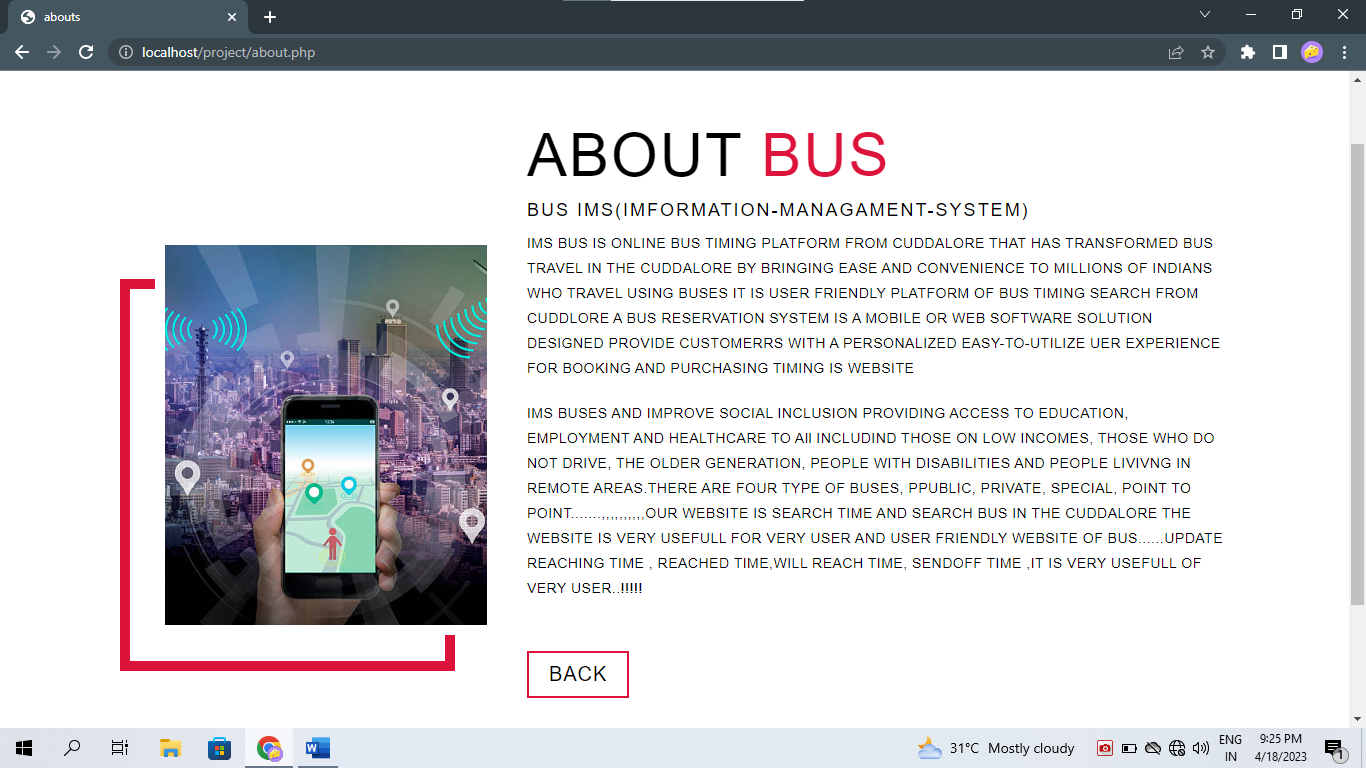 abouts
localhost/project/about.php
ABOUT BUS
BUS IMS(IMFORMATION-MANAGAMENT-SYSTEM)
IMS BUS IS ONLINE BUS TIMING PLATFORM FROM CUDDALORE THAT HAS TRANSFORMED BUS
TRAVEL IN THE CUDDALORE BY BRINGING EASE AND CONVENIENCE TO MILLIONS OF INDIANS
WHO TRAVEL USING BUSES IT IS USER FRIENDLY PLATFORM OF BUS TIMING SEARCH FROM
CUDDLORE A BUS RESERVATION SYSTEM IS A MOBILE OR WEB SOFTWARE SOLUTION
DESIGNED PROVIDE CUSTOMERRS WITH A PERSONALIZED EASY-TO-UTILIZE UER EXPERIENCE
FOR BOOKING AND PURCHASING TIMING IS WEBSITE
IMS BUSES AND IMPROVE SOCIAL INCLUSION PROVIDING ACCESS TO EDUCATION,
EMPLOYMENT AND HEALTHCARE TO All INCLUDIND THOSE ON LOW INCOMES, THOSE WHO DO
NOT DRIVE, THE OLDER GENERATION, PEOPLE WITH DISABILITIES AND PEOPLE LIVIVNG IN
REMOTE AREAS.THERE ARE FOUR TYPE OF BUSES, PPUBLIC, PRIVATE, SPECIAL, POINT TO
POINT.......,,,,,,,,,,OUR WEBSITE IS SEARCH TIME AND SEARCH BUS IN THE CUDDALORE THE
WEBSITE IS VERY USEFULL FOR VERY USER AND USER FRIENDLY WEBSITE OF BUS......UPDATE
REACHING TIME , REACHED TIME,WILL REACH TIME, SENDOFF TIME ,IT IS VERY USEFULL OF
VERY USER..!!!!!
BACK
31°C Mostly cloudy
ENG
IN
9:25 PM
4/18/2023
1